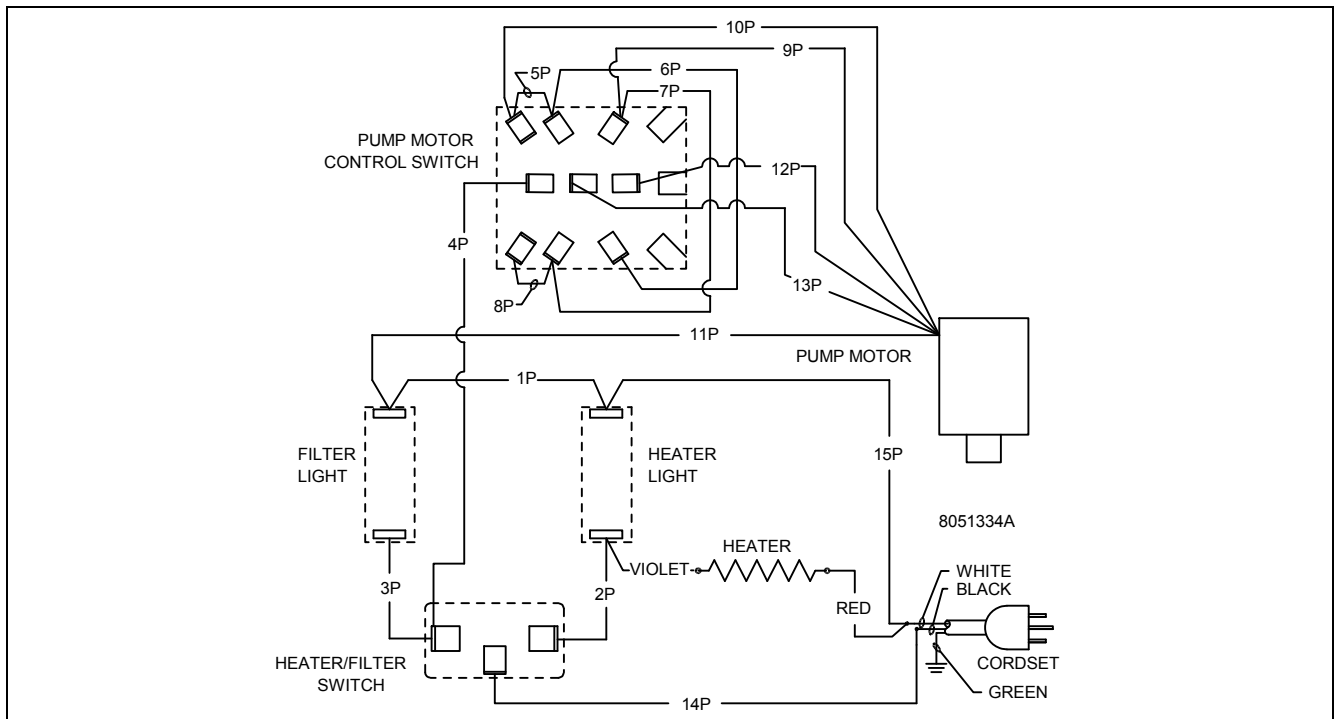 10P
9P
5P
6P
7P
PUMP MOTOR
CONTROL SWITCH
12P
4P
13P
8P
11P
PUMP MOTOR
1P
FILTER
LIGHT
HEATER
LIGHT
15P
8051334A
HEATER
VIOLET
WHITE
BLACK
3P
2P
RED
HEATER/FILTER
SWITCH
CORDSET
GREEN
14P